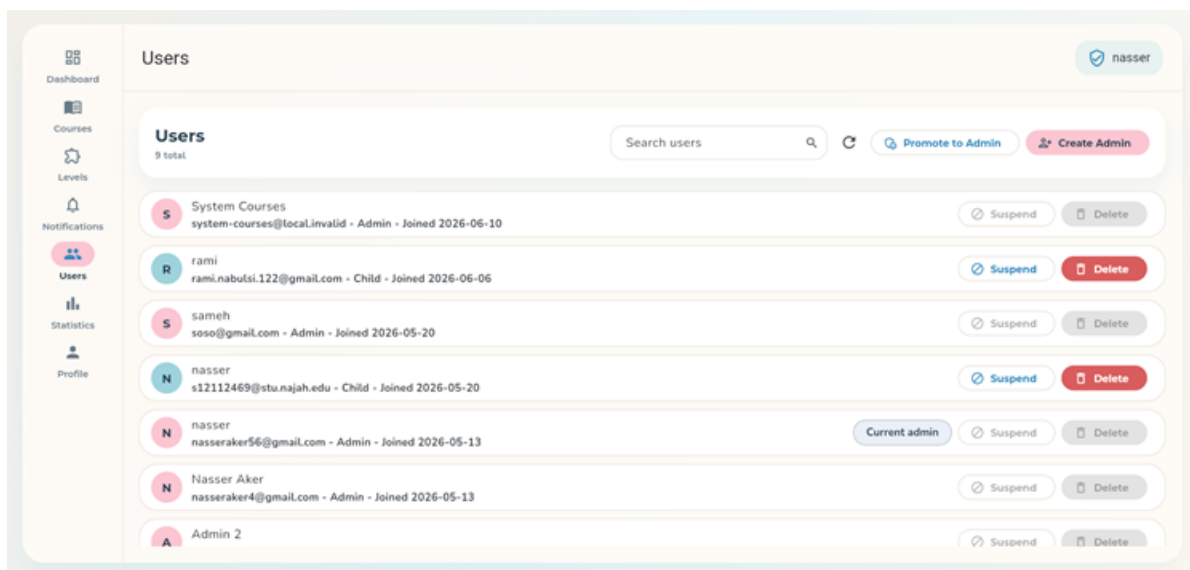 Users
nasser
Dashboard
Courses
Levels
Notifications
Users
Statistics
Profile
Users
9 total
Search users
Promote to Admin
Create Admin
S
System Courses
system-courses@local.invalid - Admin - Joined 2026-06-10
Suspend
Delete
R
rami
rami.nabulsi.122@gmail.com - Child - Joined 2026-06-06
Suspend
Delete
S
sameh
soso@gmail.com - Admin - Joined 2026-05-20
Suspend
Delete
N
nasser
s12112469@stu.najah.edu - Child - Joined 2026-05-20
Suspend
Delete
N
nasser
nasseraker56@gmail.com - Admin - Joined 2026-05-13
Current admin
Suspend
Delete
N
Nasser Aker
nasseraker4@gmail.com - Admin - Joined 2026-05-13
Suspend
Delete
A
Admin 2
Suspend
Delete